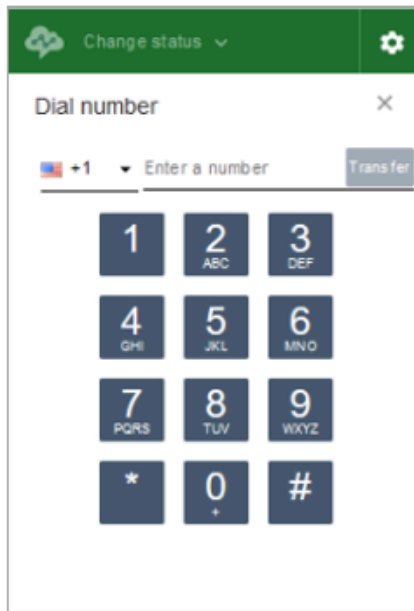 Change status
Dial number
+1 Enter a number Transfer
1 2 3
ABC DEF
4 5 6
GHI JKL MNO
7 8 9
PQRS TUV WXYZ
* 0 #
+